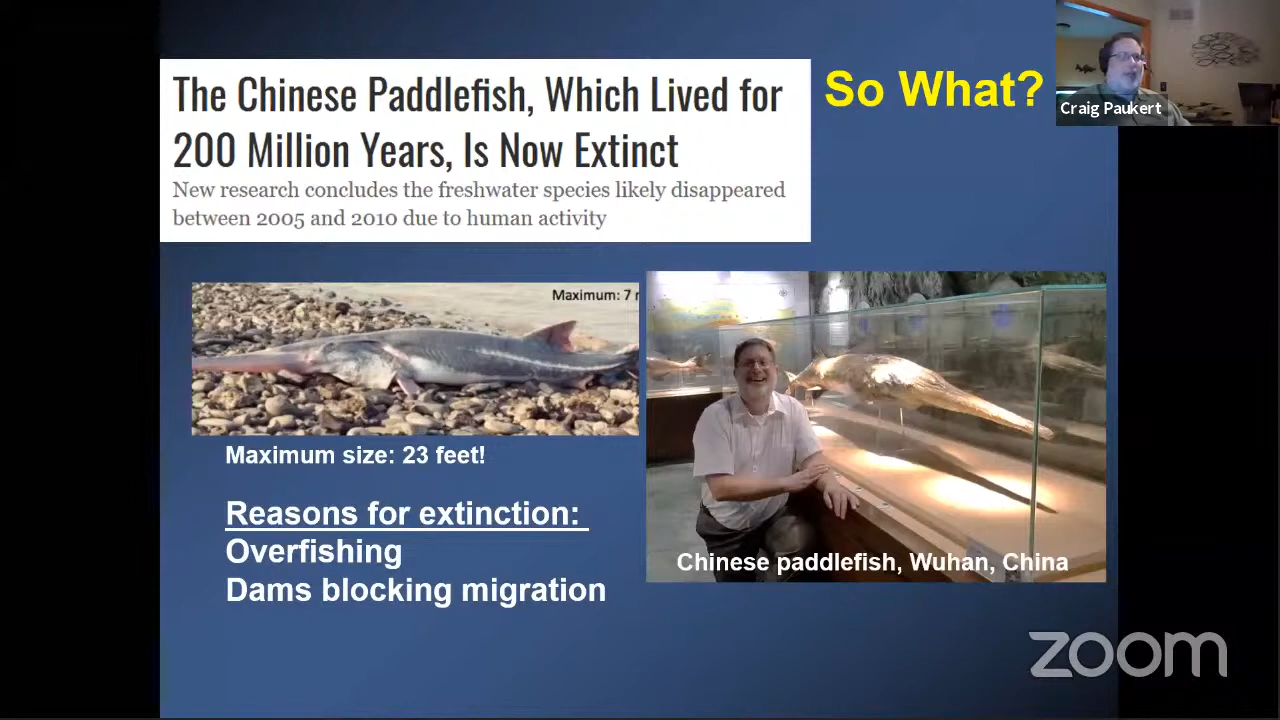 The Chinese Paddlefish, Which Lived for
200 Million Years, Is Now Extinct
New research concludes the freshwater species likely disappeared
between 2005 and 2010 due to human activity
So What?
Craig Paukert
Maximum: 7
Maximum size: 23 feet!
Reasons for extinction:
Overfishing
Dams blocking migration
Chinese paddlefish, Wuhan, China
zoom